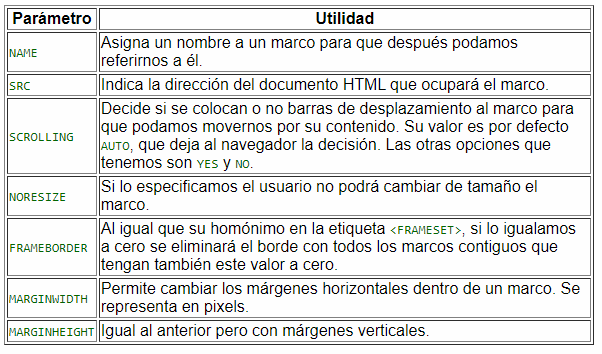 Parámetro Utilidad
NAME Asigna un nombre a un marco para que después podamos
referirnos a él.
SRC Indica la dirección del documento HTML que ocupará el marco.
Decide si se colocan o no barras de desplazamiento al marco para
que podamos movernos por su contenido. Su valor es por defecto
SCROLLING AUTO, que deja al navegador la decisión. Las otras opciones que
tenemos son YES y NO.
NORESIZE Si lo especificamos el usuario no podrá cambiar de tamaño el
marco.
Al igual que su homónimo en la etiqueta <FRAMESET>, si lo igualamos
FRAMEBORDER a cero se eliminará el borde con todos los marcos contiguos que
tengan también este valor a cero.
MARGINWIDTH Permite cambiar los márgenes horizontales dentro de un marco. Se
representa en pixels.
MARGINHEIGHT Igual al anterior pero con márgenes verticales.